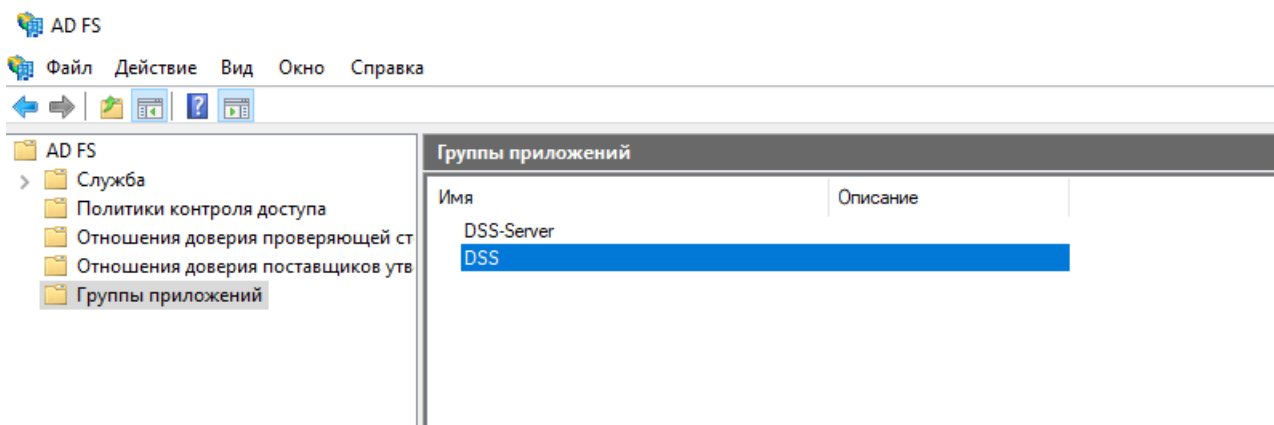 AD FS
Файл Действие Вид Окно Справка
AD FS
Служба
Политики контроля доступа
Отношения доверия проверяющей ст
Отношения доверия поставщиков утв
Группы приложений
Группы приложений
Имя Описание
DSS-Server
DSS